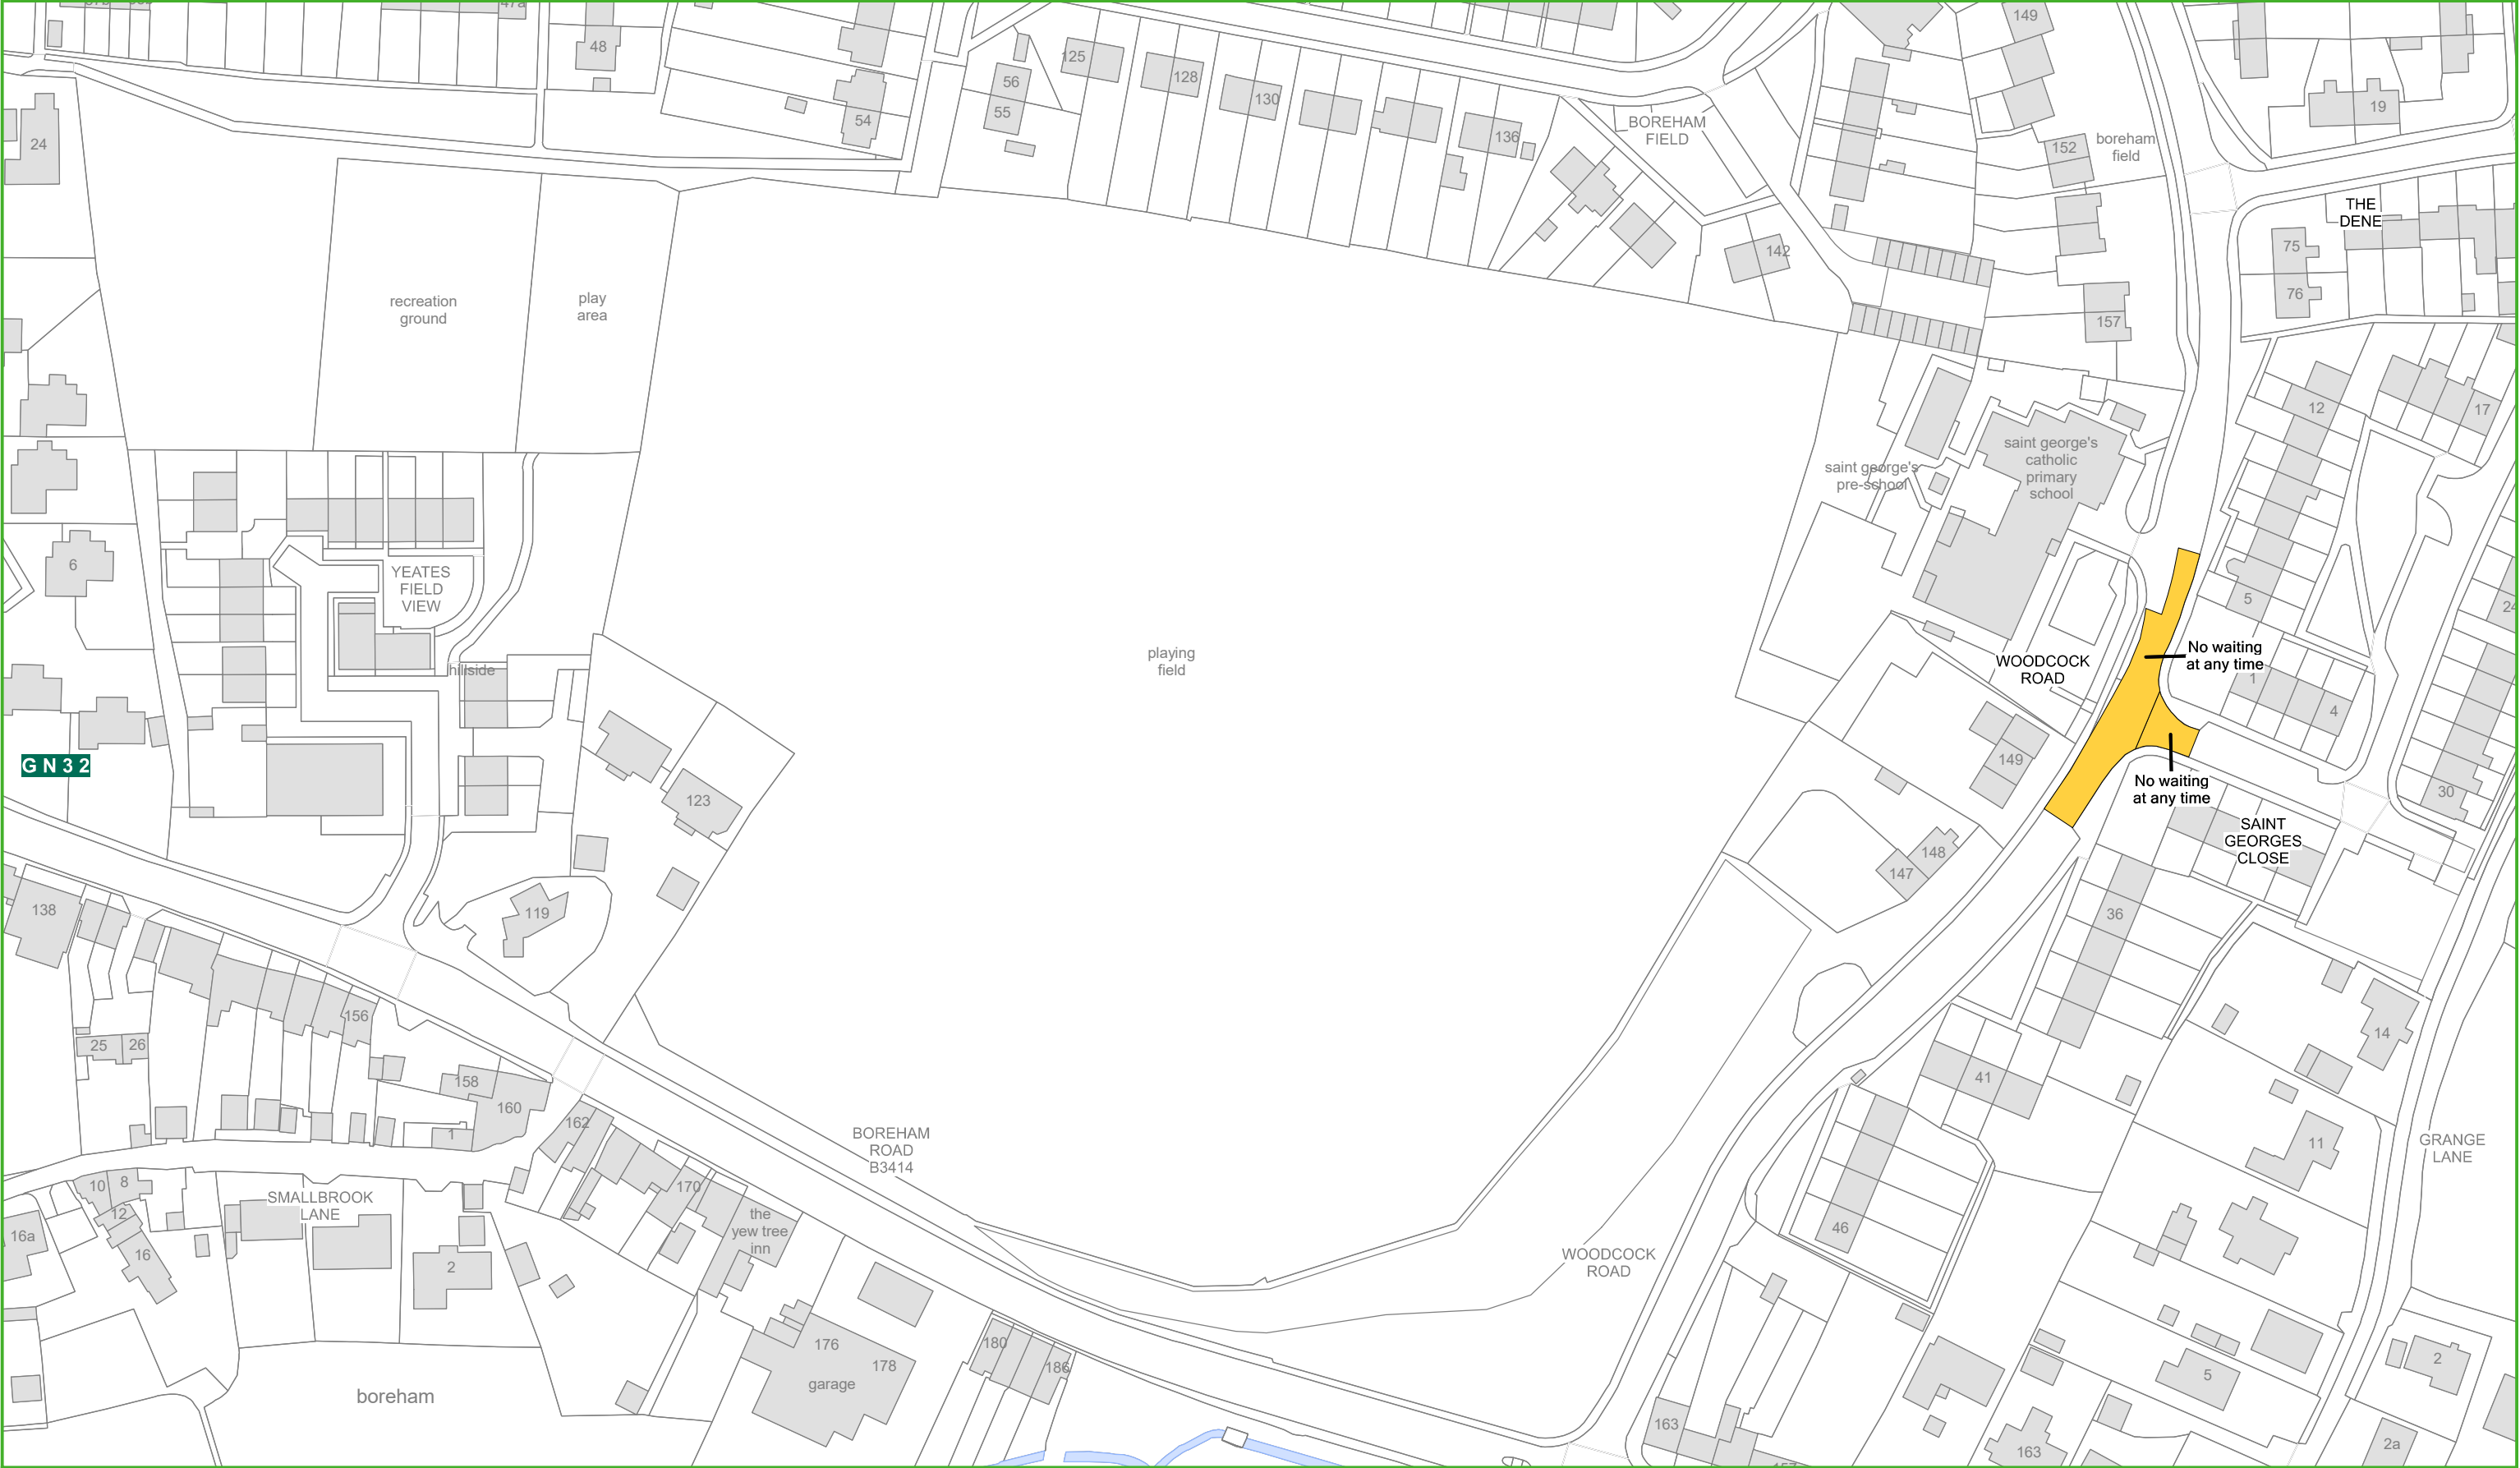 47a
48
149
56
55
125
128
130
54
136
BOREHAM
FIELD
142
24
152
boreham
field
19
THE
DENE
75
76
157
recreation
ground
play
area
12
17
saint george's
catholic
primary
school
saint george's
pre-school
6
YEATES
FIELD
VIEW
hillside
playing
field
5
24
WOODCOCK
ROAD
No waiting
at any time
1
4
149
No waiting
at any time
30
G N 3 2
123
SAINT
GEORGES
CLOSE
148
147
36
138
119
156
25
26
158
160
162
1
14
41
11
BOREHAM
ROAD
B3414
GRANGE
LANE
10
8
12
16
16a
SMALLBROOK
LANE
170
the
yew tree
inn
46
WOODCOCK
ROAD
2
176
178
garage
180
186
boreham
5
2
163
163
2a